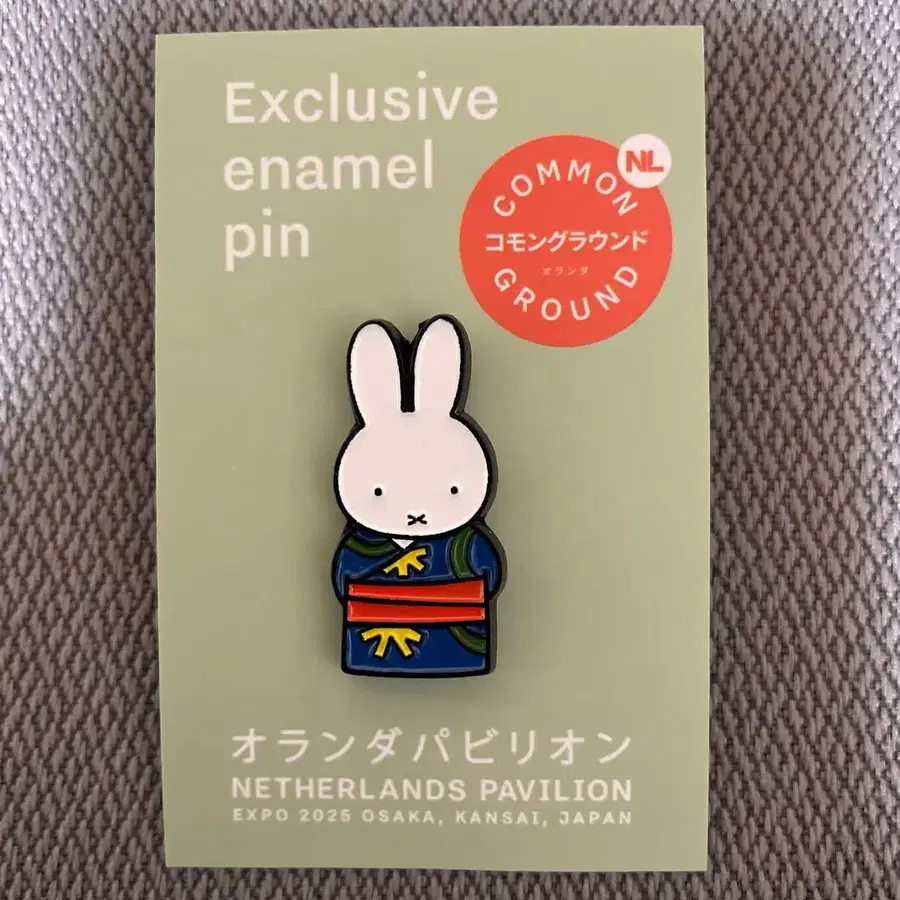 Exclusive
enamel
pin
NL
COMMON
コモングラウンド
オランダ
GROUND
オランダパビリオン
NETHERLANDS PAVILION
EXPO 2025 OSAKA, KANSAI, JAPAN